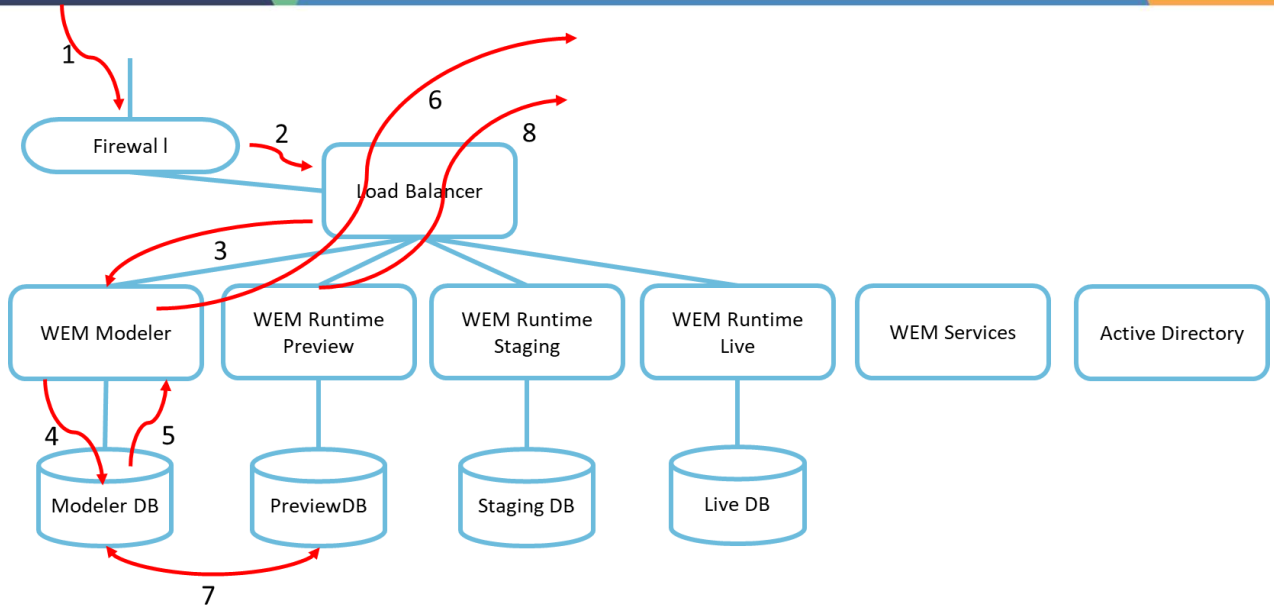 1
6
2
8
Firewal l
Load Balancer
3
WEM Modeler
WEM Runtime
Preview
WEM Runtime
Staging
WEM Runtime
Live
WEM Services
Active Directory
4
5
Modeler DB
PreviewDB
Staging DB
Live DB
7